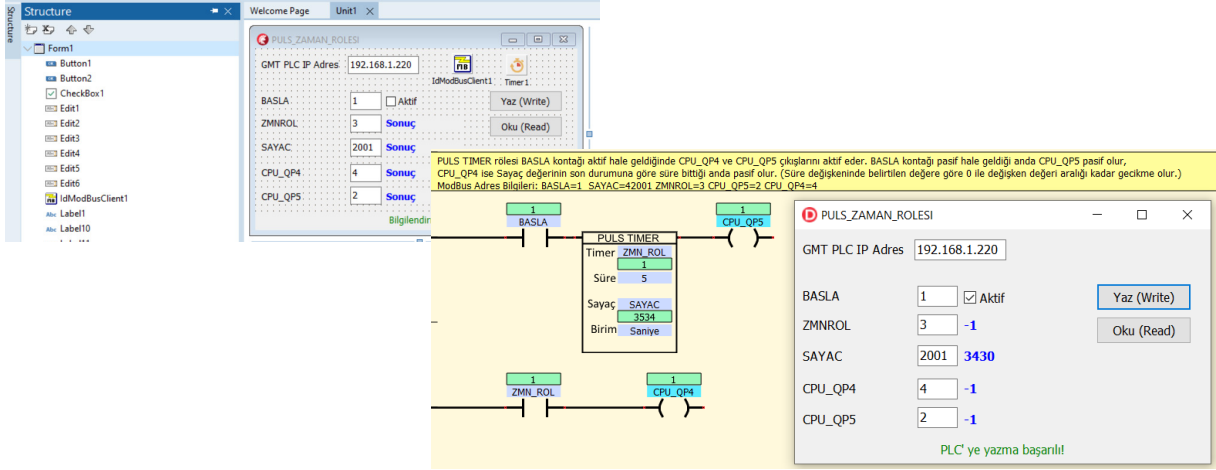 Structure
Structure
Form1
Button1
Button2
CheckBox1
Edit1
Edit2
Edit3
Edit4
Edit5
Edit6
IdModBusClient1
Abc Label1
Abc Label10
Welcome Page Unit1
PULS_ZAMAN_ROLESI
GMT PLC IP Adres 192.168.1.220
IdModBusClient1 Timer1
BASLA 1 Aktif Yaz (Write)
ZMNROL 3 Sonuç Oku (Read)
SAYAC 2001 Sonuç
CPU_QP4 4 Sonuç
CPU_QP5 2 Sonuç
PULS TIMER rölesi BASLA kontağı aktif hale geldiğinde CPU_QP4 ve CPU_QP5 çıkışlarını aktif eder. BASLA kontağı pasif hale geldiği anda CPU_QP5 pasif olur,
CPU_QP4 ise Sayaç değerinin son durumuna göre süre bittiği anda pasif olur. (Süre değişkeninde belirtilen değere göre 0 ile değişken değeri aralığı kadar gecikme olur.)
ModBus Adres Bilgileri: BASLA=1 SAYAC=42001 ZMNROL=3 CPU_QP5=2 CPU_QP4=4
1
BASLA
1
CPU_QP5
PULS TIMER
Timer ZMN_ROL
1
Süre 5
Sayaç SAYAC
3534
Birim Saniye
1
ZMN_ROL
1
CPU_QP4
PULS_ZAMAN_ROLESI
GMT PLC IP Adres 192.168.1.220
BASLA 1 Aktif Yaz (Write)
ZMNROL 3 -1 Oku (Read)
SAYAC 2001 3430
CPU_QP4 4 -1
CPU_QP5 2 -1
PLC' ye yazma başarılı!